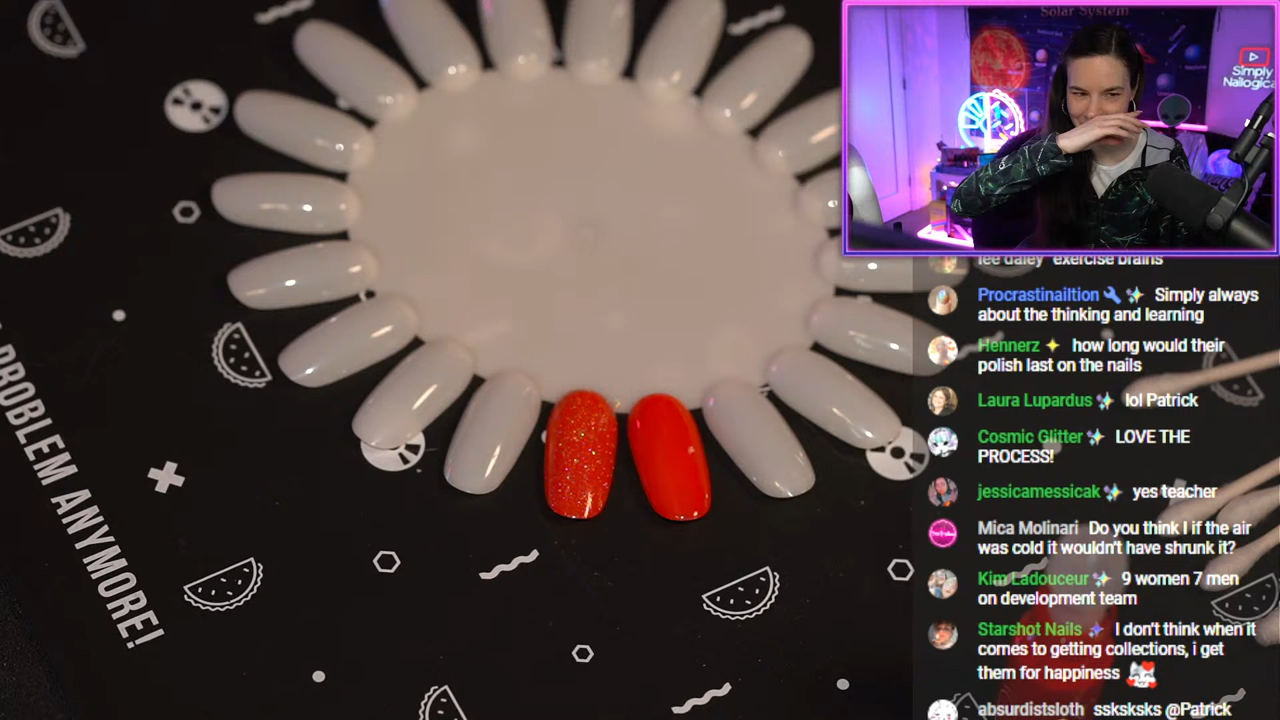 Solar System
Simply
Nailogical
PROBLEM ANYMORE!
lee daley exercise brains
Procrastinailtion Simply always
about the thinking and learning
Hennerz how long would their
polish last on the nails
Laura Lupardus lol Patrick
Cosmic Glitter LOVE THE
PROCESS!
jessicamessicak yes teacher
Mica Molinari Do you think I if the air
was cold it wouldn't have shrunk it?
Kim Ladouceur 9 women 7 men
on development team
Starshot Nails I don't think when it
comes to getting collections, i get
them for happiness
absurdistsloth ssksksks @Patrick